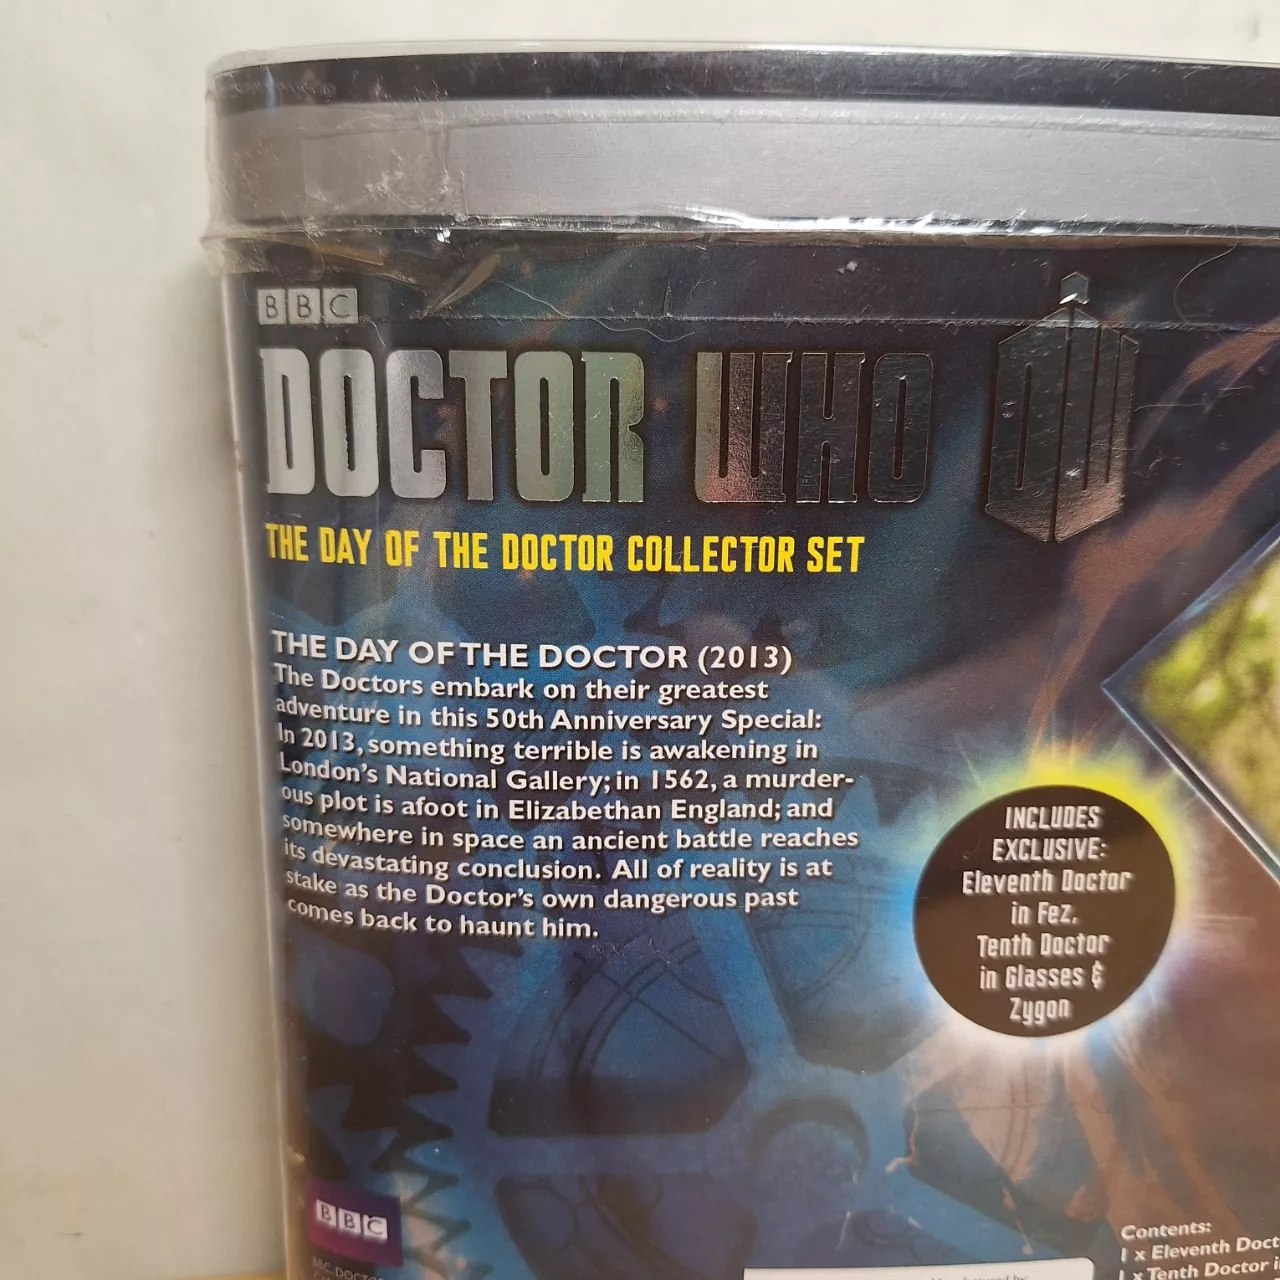 BBC
DOCTOR WHO DW
THE DAY OF THE DOCTOR COLLECTOR SET
THE DAY OF THE DOCTOR (2013)
The Doctors embark on their greatest
adventure in this 50th Anniversary Special:
In 2013, something terrible is awakening in
London's National Gallery; in 1562, a murder-
ous plot is afoot in Elizabethan England; and
somewhere in space an ancient battle reaches
its devastating conclusion. All of reality is at
stake as the Doctor's own dangerous past
comes back to haunt him.
INCLUDES
EXCLUSIVE:
Eleventh Doctor
in Fez,
Tenth Doctor
in Glasses &
Zygon
BBC
Contents:
1 x Eleventh Doct
1 x Tenth Doctor i